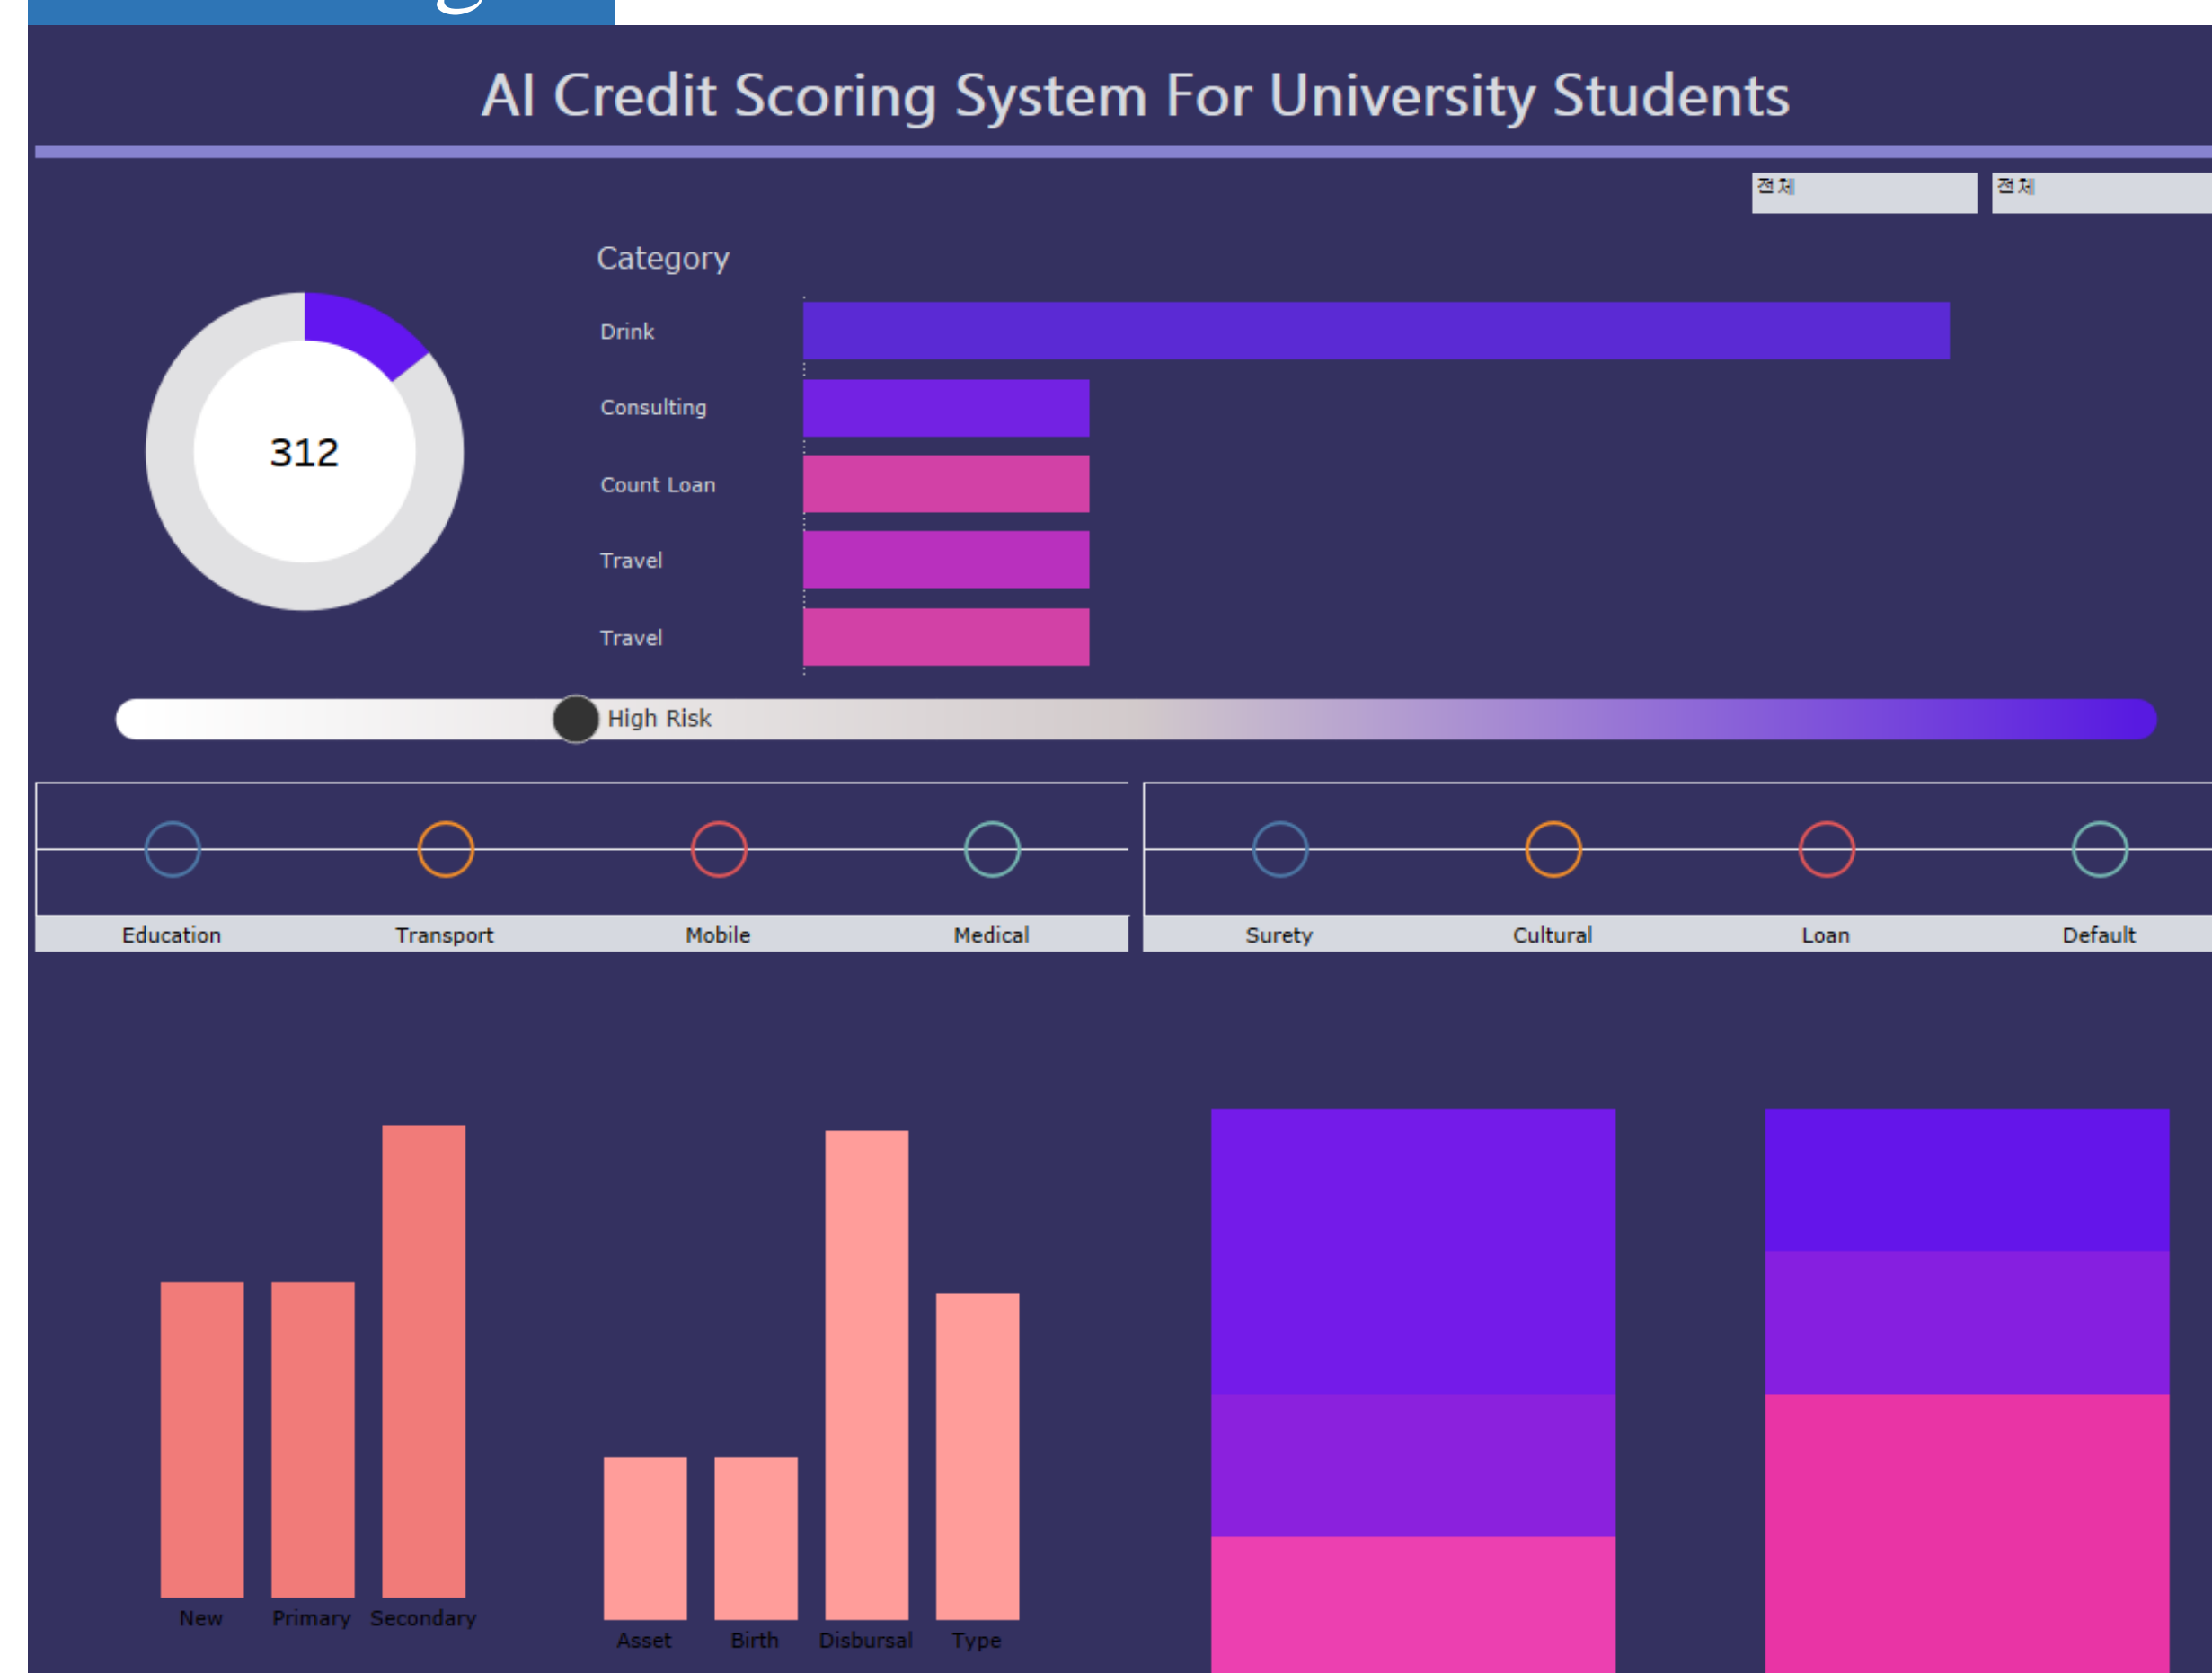 AI Credit Scoring System For University Students
전체 전체
Category
Drink
Consulting
Count Loan
Travel
Travel
312
High Risk
Education Transport Mobile Medical Surety Cultural Loan Default
New Primary Secondary
Asset Birth Disbursal Type